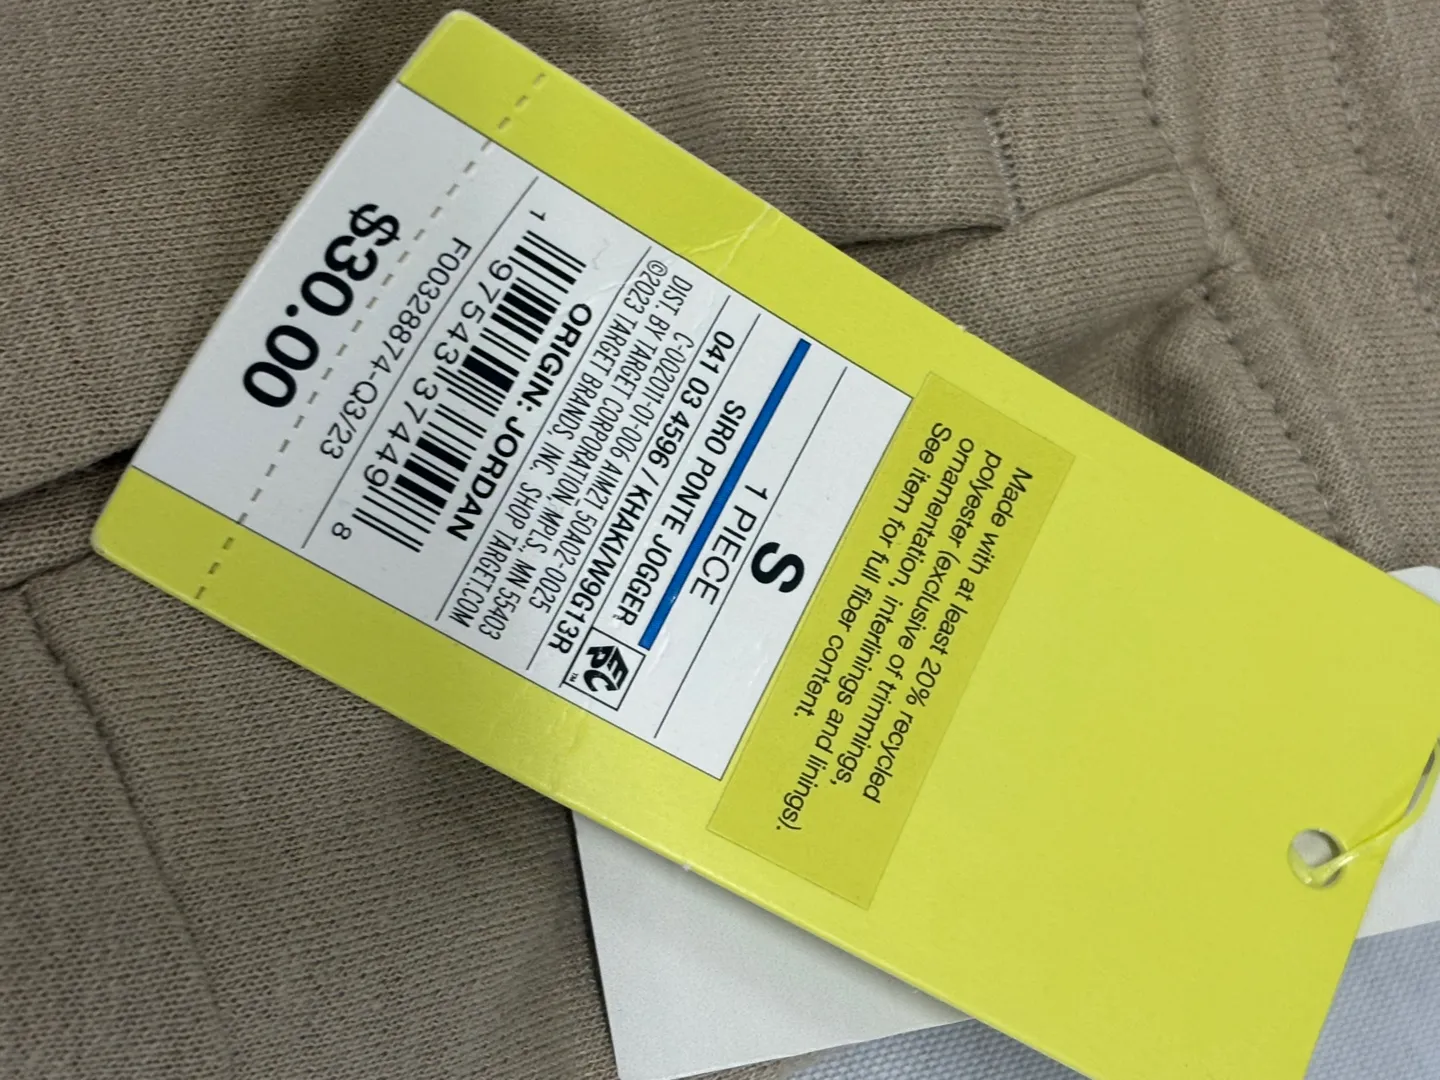 Made with at least 20% recycled
polyester (exclusive of trimmings,
ornamentation, interlinings and linings).
See item for full fiber content.
S
1 PIECE
SIRO PONTE JOGGER
041 03 4596 / KHAKI/W9G13R
EPC™
C-002011-01-006 AIM21 50A02-0025
DIST. BY TARGET CORPORATION, MPLS., MN 55403
©2023 TARGET BRANDS, INC. SHOP TARGET.COM
ORIGIN: JORDAN
1 97543 37449 8
F00328874-Q3/23
$30.00